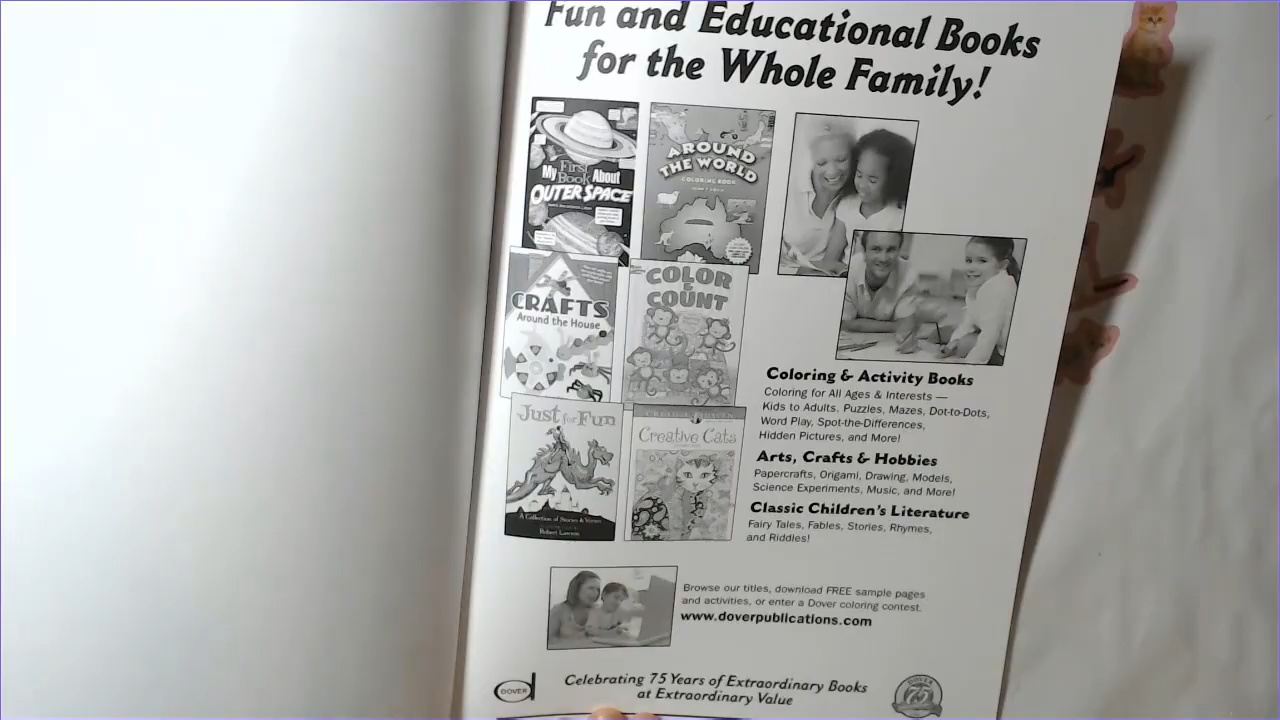 Fun and Educational Books
for the Whole Family!
My First Book About
OUTER SPACE
AROUND
THE WORLD
COLORING BOOK
CRAFTS
Around the House
COLOR
&
COUNT
Just for Fun
A Collection of Stories & Verses
Robert Lawson
CREATIVE HAVEN
Creative Cats
Coloring & Activity Books
Coloring for All Ages & Interests —
Kids to Adults, Puzzles, Mazes, Dot-to-Dots,
Word Play, Spot-the-Differences,
Hidden Pictures, and More!
Arts, Crafts & Hobbies
Papercrafts, Origami, Drawing, Models,
Science Experiments, Music, and More!
Classic Children's Literature
Fairy Tales, Fables, Stories, Rhymes,
and Riddles!
Browse our titles, download FREE sample pages
and activities, or enter a Dover coloring contest.
www.doverpublications.com
DOVER
Celebrating 75 Years of Extraordinary Books
at Extraordinary Value
DOVER
75